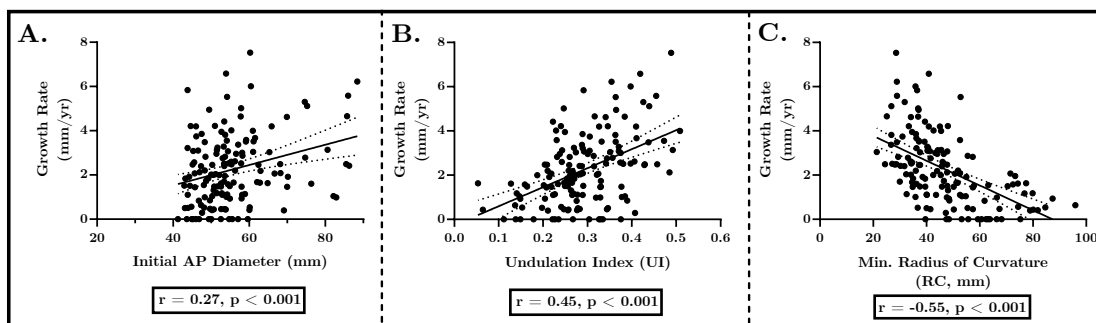 A.
Growth Rate
(mm/yr)
8
6
4
2
0
20
40
60
80
Initial AP Diameter (mm)
r = 0.27, p < 0.001
B.
Growth Rate
(mm/yr)
8
6
4
2
0
0.0
0.1
0.2
0.3
0.4
0.5
0.6
Undulation Index (UI)
r = 0.45, p < 0.001
C.
Growth Rate
(mm/yr)
8
6
4
2
0
0
20
40
60
80
100
Min. Radius of Curvature
(RC, mm)
r = -0.55, p < 0.001